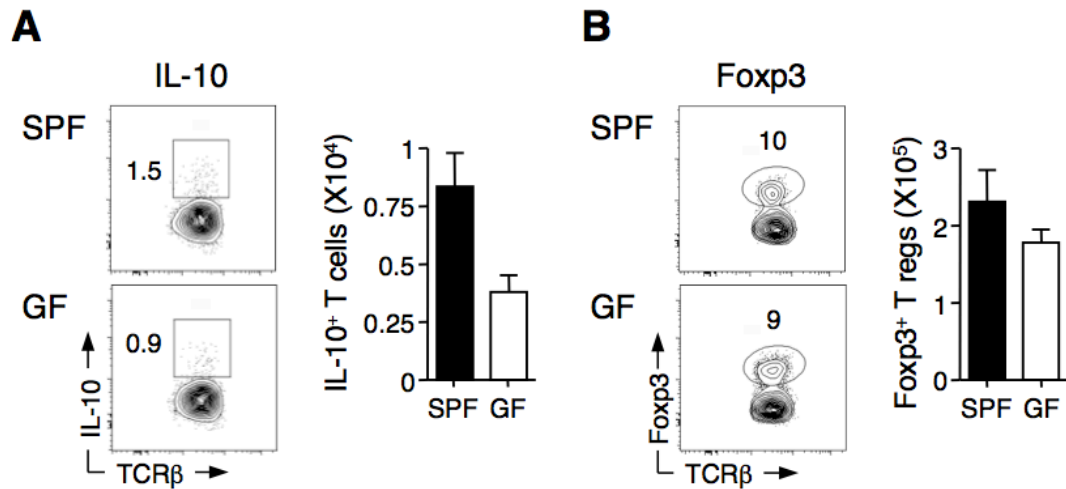 A
IL-10
SPF
1.5
GF
0.9
IL-10
TCRβ
IL-10⁺ T cells (X10⁴)
1
0.75
0.5
0.25
0
SPF GF
B
Foxp3
SPF
10
GF
9
Foxp3
TCRβ
Foxp3⁺ T regs (X10⁵)
3
2
1
0
SPF GF